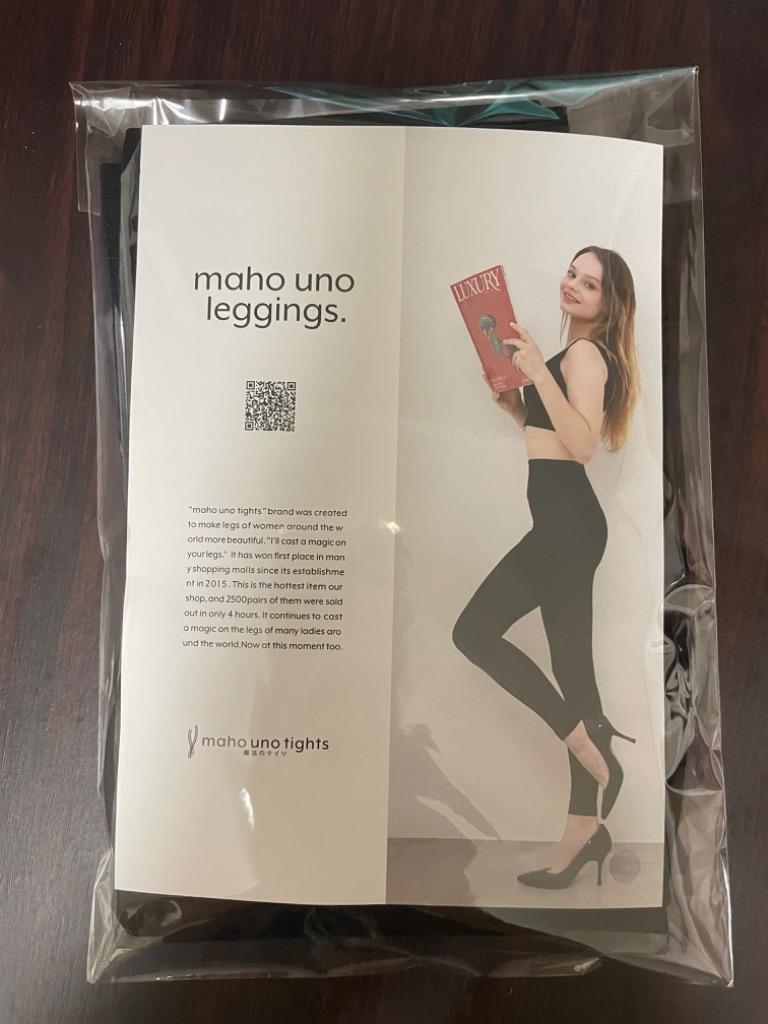 maho uno
leggings.
LUXURY
"maho uno tights" brand was created
to make legs of women around the w
orld more beautiful. "I'll cast a magic on
your legs." It has won first place in man
y shopping malls since its establishme
nt in 2015. This is the hottest item our
shop, and 2500pairs of them were sold
out in only 4 hours. It continues to cast
a magic on the legs of many ladies aro
und the world.Now at this moment too.
maho uno tights
魔法のタイツ